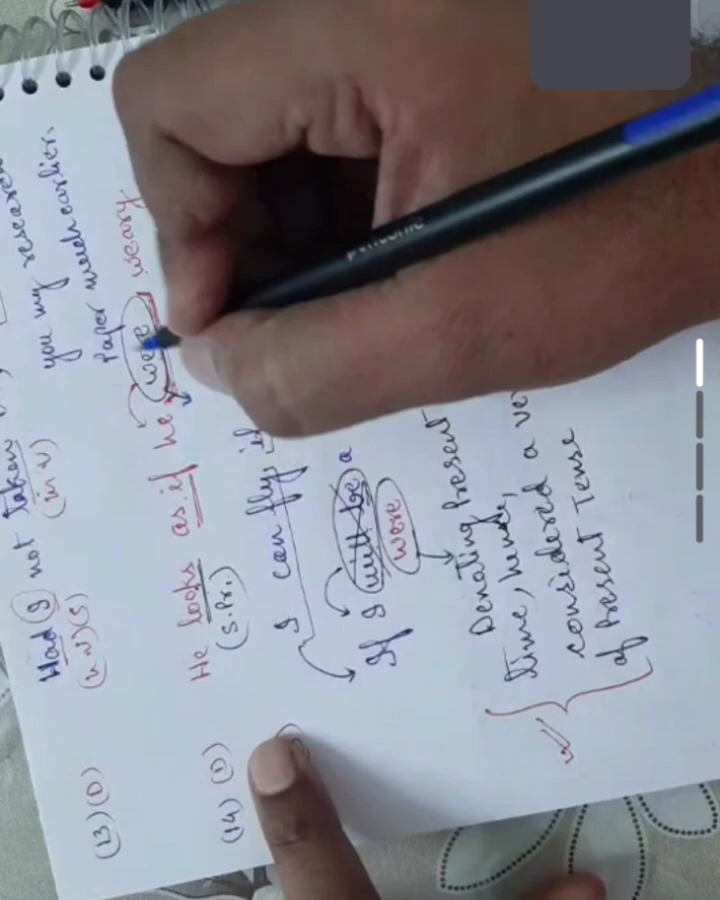 Had I not taken
(h.v)(S) (in v)
you my research
Paper much earlier.
(13) (D)
He looks as if he were weary
(S.Pr.)
(14) (D)
I can fly if
If I will be a
were
Denoting Present
time, hence,
considered a ve
of Present Tense